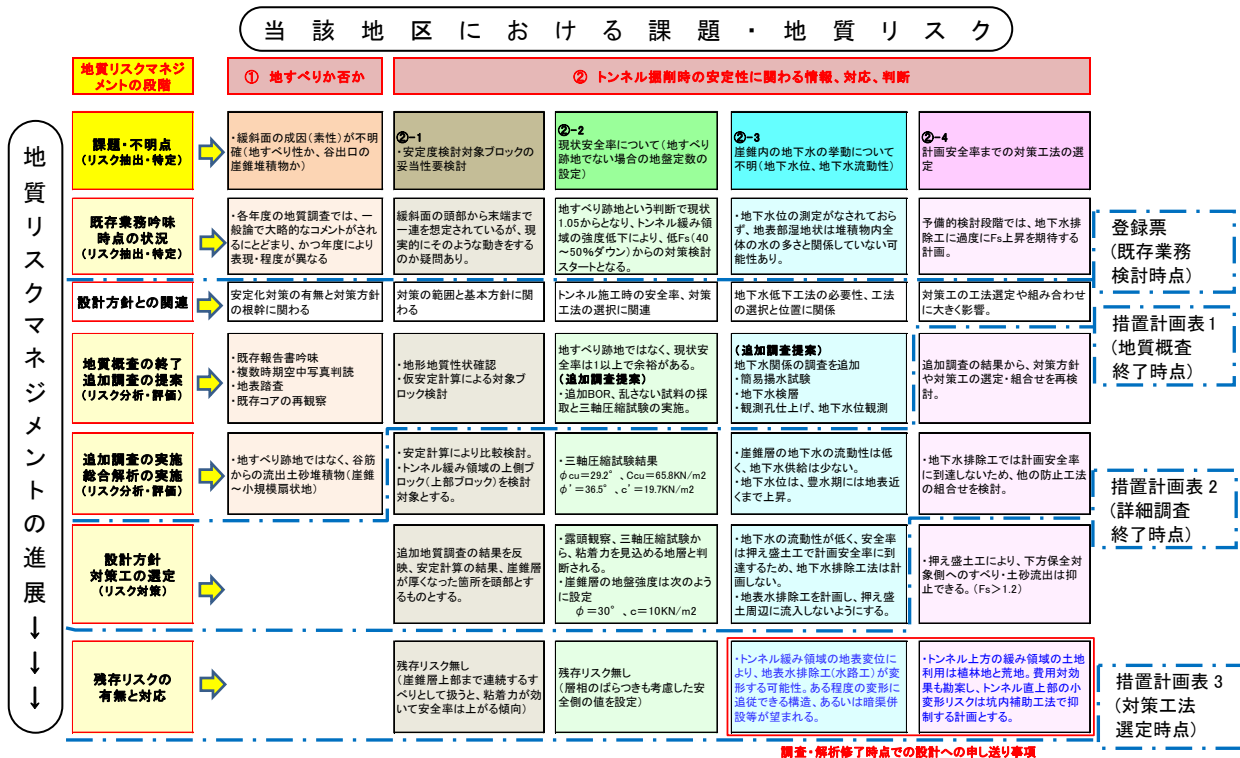 当該地区における課題・地質リスク
地質リスクマネジ
メントの段階
① 地すべりか否か
② トンネル掘削時の安定性に関わる情報、対応、判断
地質リスクマネジメントの進展→→→
課題・不明点
(リスク抽出・特定)
・緩斜面の成因(素性)が不明
確(地すべり性か、谷出口の
崖錐堆積物か)
②-1
・安定度検討対象ブロックの
妥当性要検討
②-2
現状安全率について(地すべり
跡地でない場合の地盤定数の
設定)
②-3
崖錐内の地下水の挙動について
不明(地下水位、地下水流動性)
②-4
計画安全率までの対策工法の選
定
既存業務吟味
時点の状況
(リスク抽出・特定)
・各年度の地質調査では、一
般論で大略的なコメントがされ
るにとどまり、かつ年度により
表現・程度が異なる
緩斜面の頭部から末端まで
一連を想定されているが、現
実的にそのような動きをする
のか疑問あり。
地すべり跡地という判断で現状
1.05からとなり、トンネル緩み領
域の強度低下により、低Fs(40
~50%ダウン)からの対策検討
スタートとなる。
・地下水位の測定がなされておら
ず、地表部湿地状は堆積物内全
体の水の多さと関係していない可
能性あり。
予備的検討段階では、地下水排
除工に過度にFs上昇を期待する
計画。
登録票
(既存業務
検討時点)
設計方針との関連
安定化対策の有無と対策方針
の根幹に関わる
対策の範囲と基本方針に関
わる
トンネル施工時の安全率、対策
工法の選択に関連
地下水低下工法の必要性、工法
の選択と位置に関係
対策工の工法選定や組み合わせ
に大きく影響。
措置計画表1
(地質概査
終了時点)
地質概査の終了
追加調査の提案
(リスク分析・評価)
・既存報告書吟味
・複数時期空中写真判読
・地表踏査
・既存コアの再観察
・地形地質性状確認
・仮安定計算による対象ブ
ロック検討
地すべり跡地ではなく、現状安
全率は1以上で余裕がある。
(追加調査提案)
・追加BOR、乱さない試料の採
取と三軸圧縮試験の実施。
(追加調査提案)
地下水関係の調査を追加
・簡易揚水試験
・地下水検層
・観測孔仕上げ、地下水位観測
追加調査の結果から、対策方針
や対策工の選定・組合せを再検
討。
追加調査の実施
総合解析の実施
(リスク分析・評価)
・地すべり跡地ではなく、谷筋
からの流出土砂堆積物(崖錐
~小規模扇状地)
・安定計算により比較検討。
・トンネル緩み領域の上側ブ
ロック(上部ブロック)を検討
対象とする。
・三軸圧縮試験結果
φcu=29.2°、Ccu=65.8KN/m2
φ'=36.5°、c'=19.7KN/m2
・崖錐層の地下水の流動性は低
く、地下水供給は少ない。
・地下水位は、豊水期には地表近
くまで上昇。
・地下水排除工では計画安全率
に到達しないため、他の防止工法
の組合せを検討。
措置計画表2
(詳細調査
終了時点)
設計方針
対策工の選定
(リスク対策)
追加地質調査の結果を反
映、安定計算の結果、崖錐層
が厚くなった箇所を頭部とす
るものとする。
・露頭観察、三軸圧縮試験か
ら、粘着力を見込める地層と判
断される。
・崖錐層の地盤強度は次のよう
に設定
φ=30°、c=10KN/m2
・地下水の流動性が低く、安全率
は押え盛土工で計画安全率に到
達するため、地下水排除工法は計
画しない。
・地表水排除工を計画し、押え盛
土周辺に流入しないようにする。
・押え盛土工により、下方保全対
象側へのすべり・土砂流出は抑
止できる。(Fs>1.2)
残存リスクの
有無と対応
残存リスク無し
(崖錐層上部まで連続するす
べりとして扱うと、粘着力が効
いて安全率は上がる傾向)
残存リスク無し
(層相のばらつきも考慮した安
全側の値を設定)
・トンネル緩み領域の地表変位によ
り、地表水排除工(水路工)が変
形する可能性。ある程度の変形に
追従できる構造、あるいは暗渠併
設等が望まれる。
・トンネル上方の緩み領域の土地
利用は植林地と荒地。費用対効
果も勘案し、トンネル直上部の小
変形リスクは坑内補助工法で抑
制する計画とする。
措置計画表3
(対策工法
選定時点)
調査・解析修了時点での設計への申し送り事項